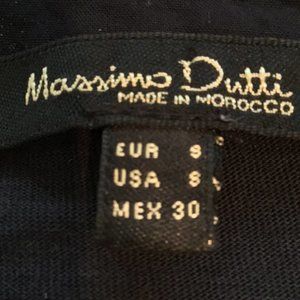 Massimo Dutti
MADE IN MOROCCO
EUR S
USA S
MEX 30